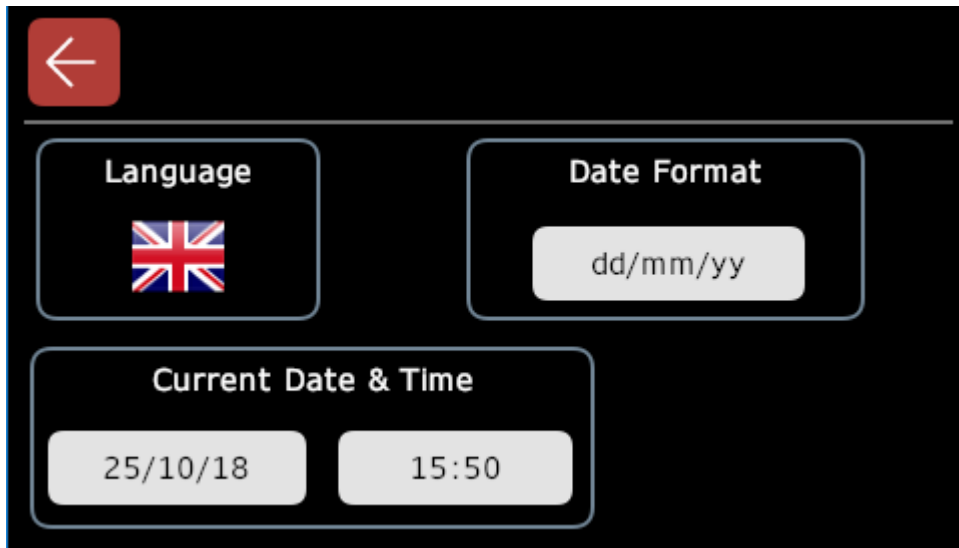 Language
Date Format
dd/mm/yy
Current Date & Time
25/10/18
15:50